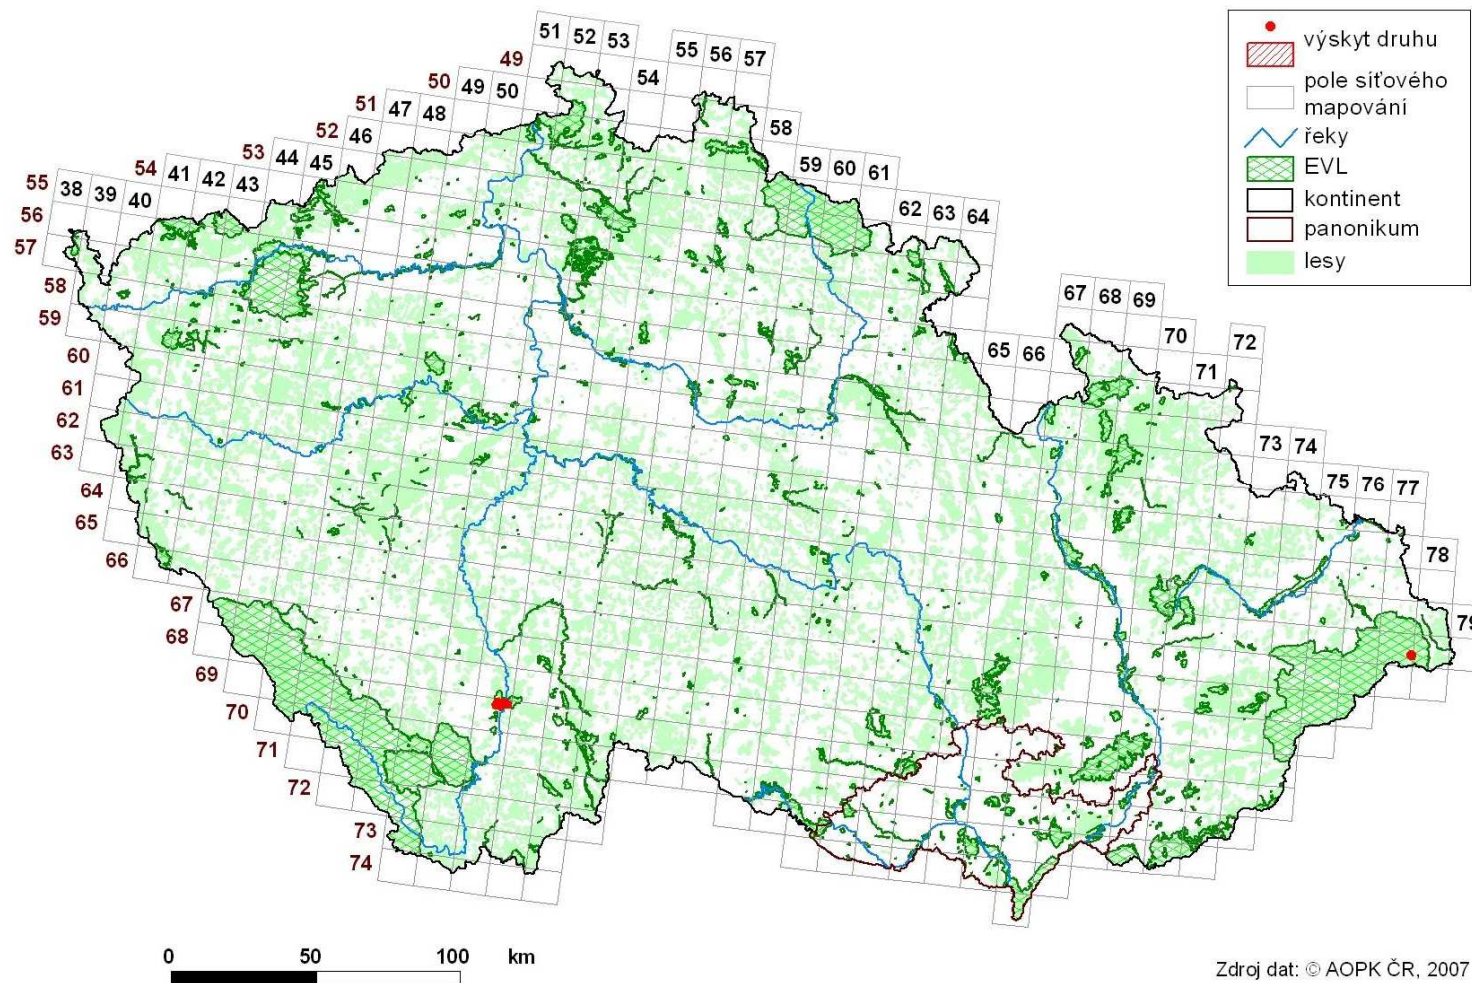 51 52 53
55 56 57
49
54
50 49 50
51 47 48
58
52 46
53 44 45
59 60 61
54 41 42 43
55 38 39 40
62 63 64
56
57
58
67 68 69
59
70 72
60
65 66
71
61
62
73 74
63
75 76 77
64
65
78
66
67
79
68
69
70
71
72
73
74
výskyt druhu
pole síťového
mapování
řeky
EVL
kontinent
panonikum
lesy
0 50 100 km
Zdroj dat: © AOPK ČR, 2007